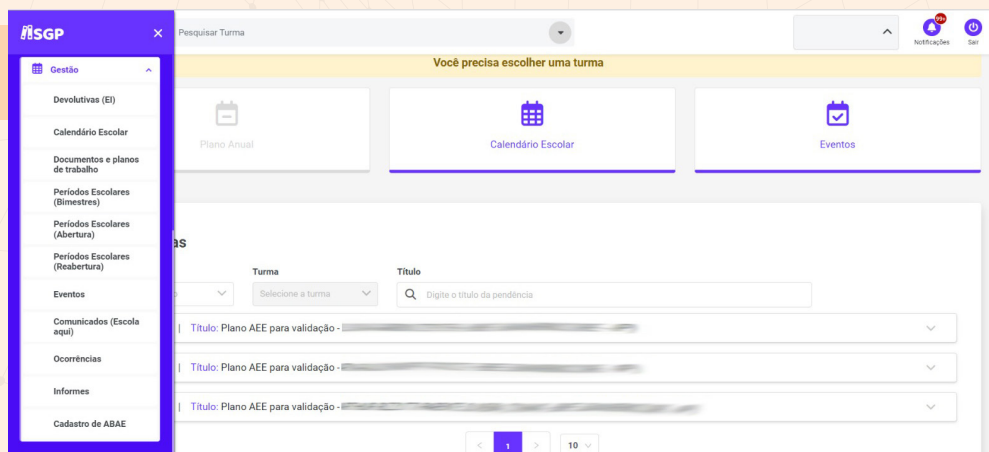 SGP
×
Pesquisar Turma
99+
Notificações
Sair
Gestão
Devolutivas (EI)
Calendário Escolar
Documentos e planos
de trabalho
Períodos Escolares
(Bimestres)
Períodos Escolares
(Abertura)
Períodos Escolares
(Reabertura)
Eventos
Comunicados (Escola
aqui)
Ocorrências
Informes
Cadastro de ABAE
Você precisa escolher uma turma
Plano Anual
Calendário Escolar
Eventos
as
Turma
Título
o
Selecione a turma
Digite o título da pendência
| Título: Plano AEE para validação -
| Título: Plano AEE para validação -
| Título: Plano AEE para validação -
< 1 > 10